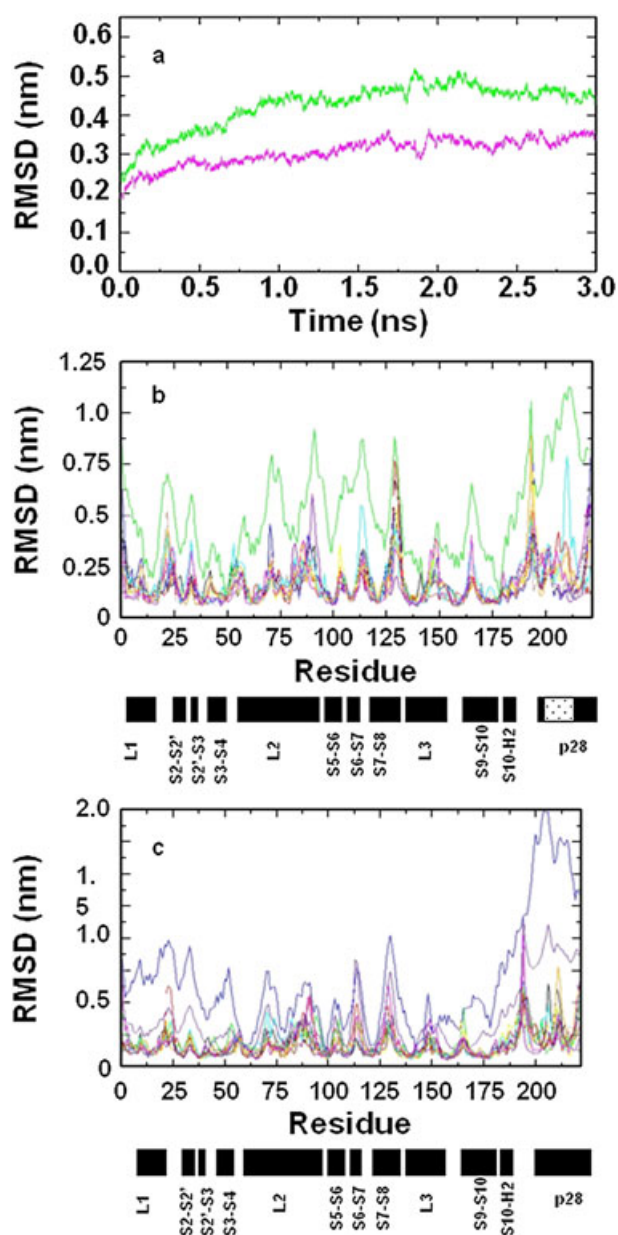 a
RMSD (nm)
0.6
0.5
0.4
0.3
0.2
0.1
0.0
0.0 0.5 1.0 1.5 2.0 2.5 3.0
Time (ns)
b
RMSD (nm)
1.25
1.0
0.75
0.5
0.25
0
0 25 50 75 100 125 150 175 200
Residue
L1 S2-S2' S2'-S3 S3-S4 L2 S5-S6 S6-S7 S7-S8 L3 S9-S10 S10-H2 p28
c
RMSD (nm)
2.0
1.
5
1.0
0.5
0
0 25 50 75 100 125 150 175 200
Residue
L1 S2-S2' S2'-S3 S3-S4 L2 S5-S6 S6-S7 S7-S8 L3 S9-S10 S10-H2 p28